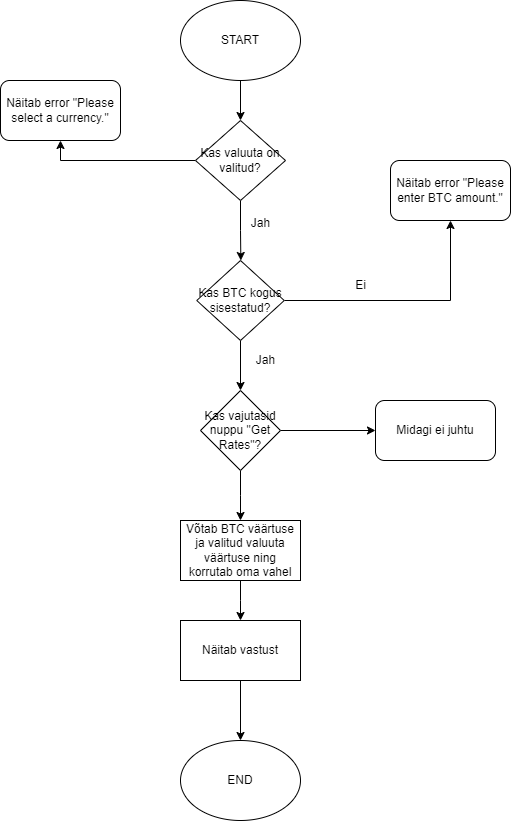 START
Näitab error "Please
select a currency."
Kas valuuta on
valitud?
Näitab error "Please
enter BTC amount."
Jah
Kas BTC kogus
sisestatud?
Ei
Jah
Kas vajutasid
nuppu "Get
Rates"?
Midagi ei juhtu
Võtab BTC väärtuse
ja valitud valuuta
väärtuse ning
korrutab oma vahel
Näitab vastust
END